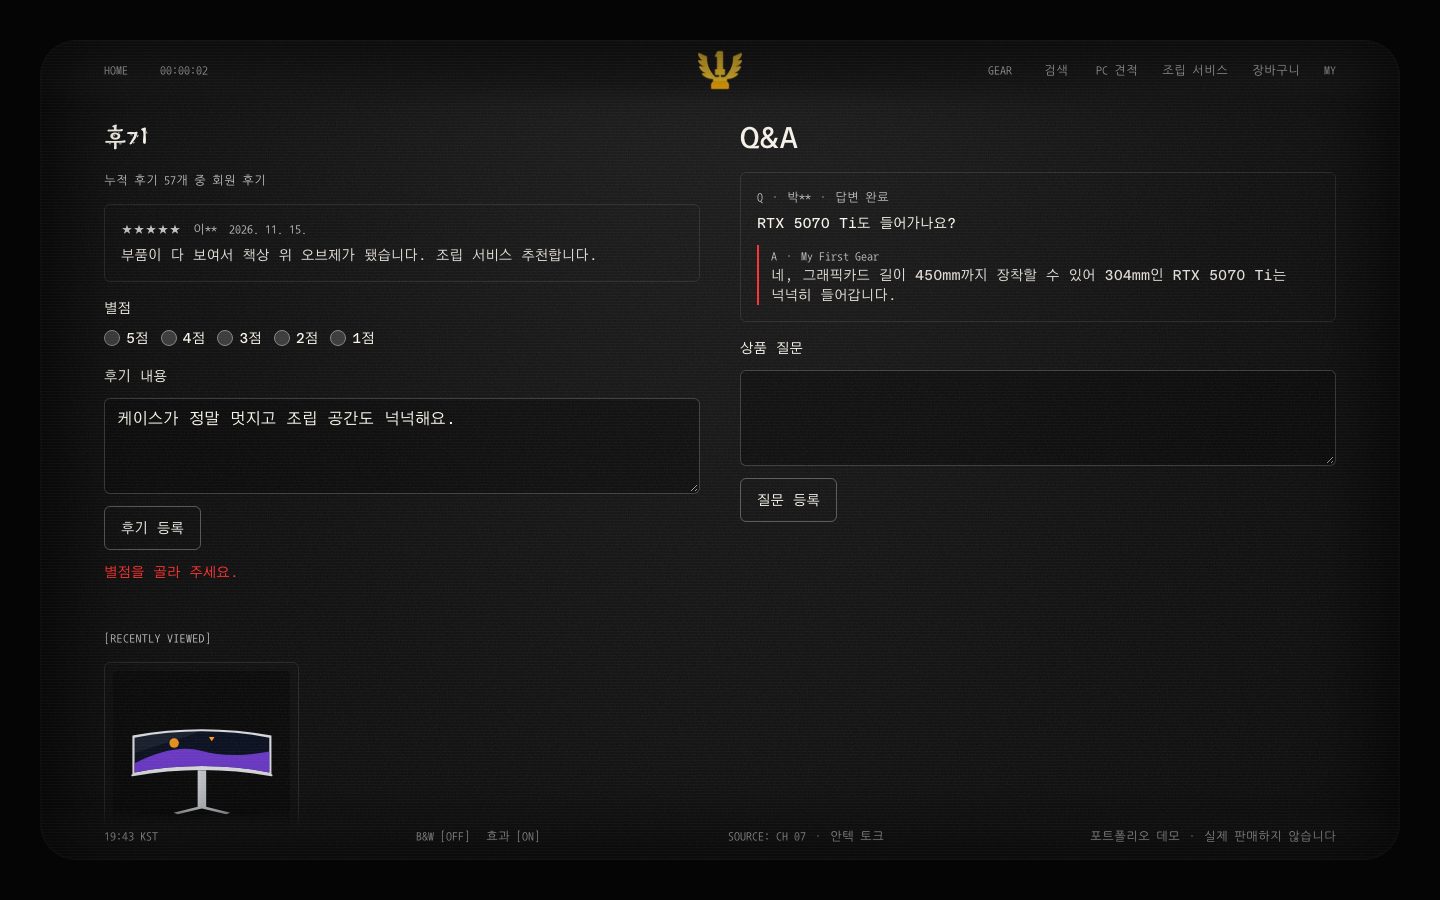 HOME 00:00:02 GEAR 검색 PC 견적 조립 서비스 장바구니 MY
후기
누적 후기 57개 중 회원 후기
★★★★★ 이** 2026. 11. 15.
부품이 다 보여서 책상 위 오브제가 됐습니다. 조립 서비스 추천합니다.
별점
5점 4점 3점 2점 1점
후기 내용
케이스가 정말 멋지고 조립 공간도 넉넉해요.
후기 등록
별점을 골라 주세요.
Q&A
Q · 박** · 답변 완료
RTX 5070 Ti도 들어가나요?
A · My First Gear
네, 그래픽카드 길이 450mm까지 장착할 수 있어 304mm인 RTX 5070 Ti는
넉넉히 들어갑니다.
상품 질문
질문 등록
[RECENTLY VIEWED]
19:43 KST B&W [OFF] 효과 [ON] SOURCE: CH 07 · 안텍 토크 포트폴리오 데모 · 실제 판매하지 않습니다